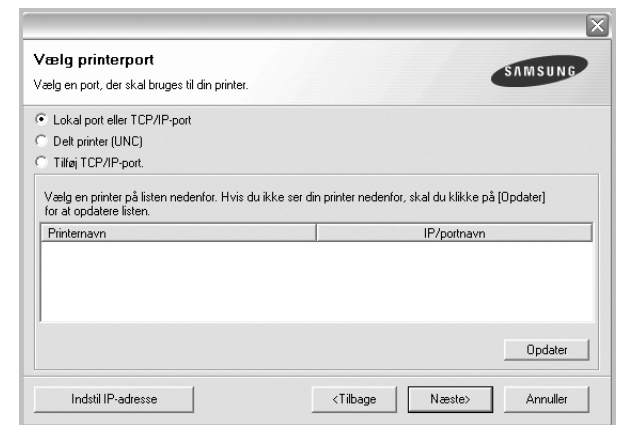 Vælg printerport
Vælg en port, der skal bruges til din printer.
SAMSUNG
Lokal port eller TCP/IP-port
Delt printer (UNC)
Tilføj TCP/IP-port.
Vælg en printer på listen nedenfor. Hvis du ikke ser din printer nedenfor, skal du klikke på [Opdater]
for at opdatere listen.
Printernavn IP/portnavn
Opdater
Indstil IP-adresse <Tilbage Næste> Annuller